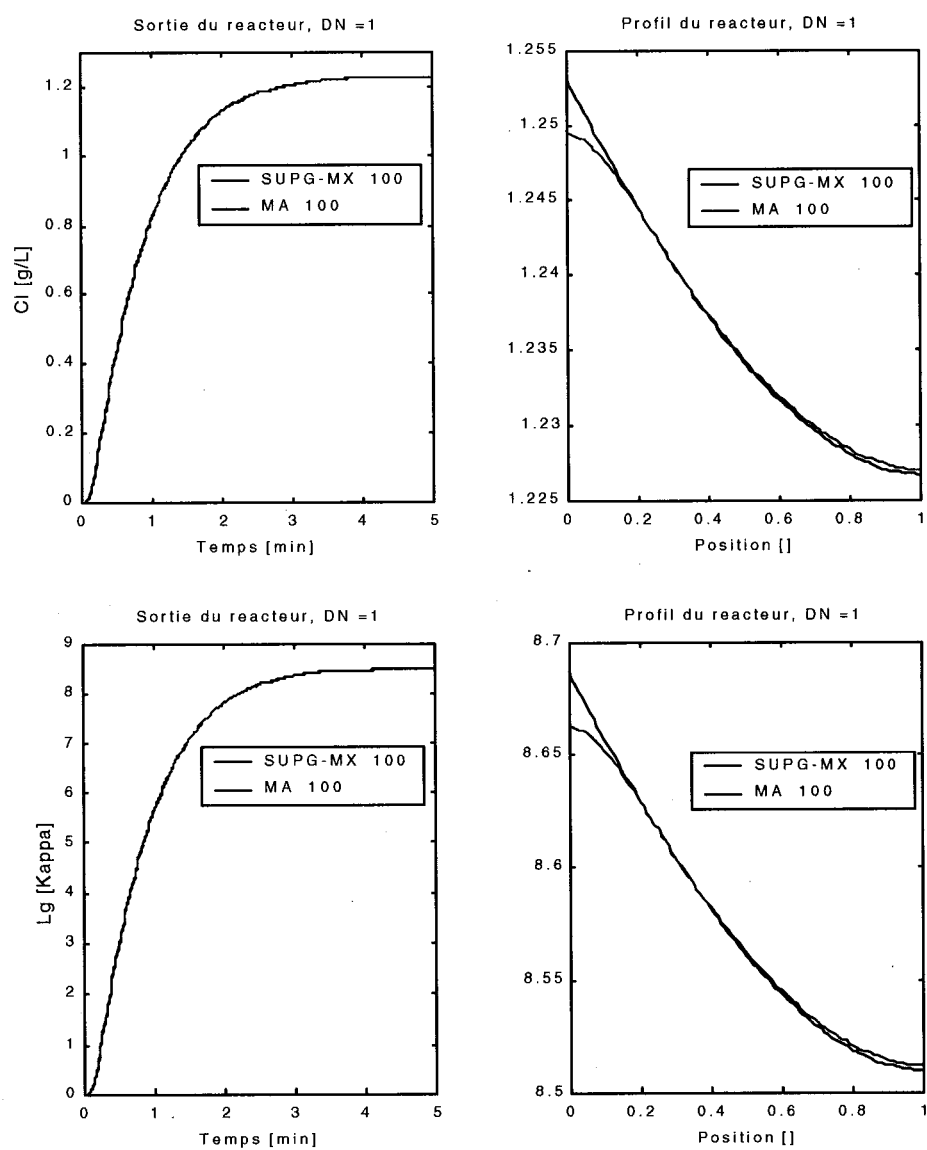 Sortie du reacteur, DN =1
Cl [g/L]
1.2
1
0.8
0.6
0.4
0.2
0
SUPG-MX 100
MA 100
0 1 2 3 4 5
Temps [min]
Profil du reacteur, DN =1
1.255
1.25
1.245
1.24
1.235
1.23
1.225
SUPG-MX 100
MA 100
0 0.2 0.4 0.6 0.8 1
Position []
Sortie du reacteur, DN =1
Lg [Kappa]
9
8
7
6
5
4
3
2
1
0
SUPG-MX 100
MA 100
0 1 2 3 4 5
Temps [min]
Profil du reacteur, DN =1
8.7
8.65
8.6
8.55
8.5
SUPG-MX 100
MA 100
0 0.2 0.4 0.6 0.8 1
Position []